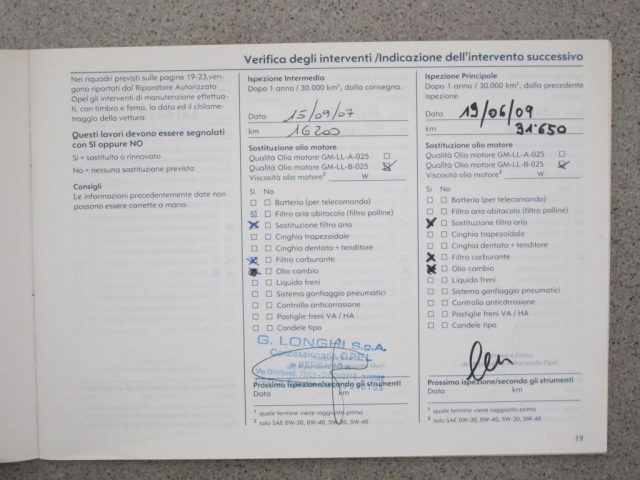 Verifica degli interventi /Indicazione dell'intervento successivo
Nei riquadri previsti sulle pagine 19-23, ven-
gono riportati dal Riparatore Autorizzato
Opel gli interventi di manutenzione effettua-
ti, con timbro e firma, la data ed il chilome-
traggio della vettura.
Questi lavori devono essere segnalati
con SI oppure NO
Si = sostituito o rinnovato
No = nessuna sostituzione prevista
Consigli
Le informazioni precedentemente date non
possono essere corrette a mano.
Ispezione Intermedia
Dopo 1 anno / 30.000 km¹, dalla consegna.
Data 15/09/07
km 16200
Sostituzione olio motore
Qualità Olio motore GM-LL-A-025
Qualità Olio motore GM-LL-B-025
Viscosità olio motore² W
Si No
Batteria (per telecomando)
Filtro aria abitacolo (filtro polline)
Sostituzione filtro aria
Cinghia trapezoidale
Cinghia dentata + tenditore
Filtro carburante
Olio cambio
Liquido freni
Sistema gonfiaggio pneumatici
Controllo anticorrosione
Pastiglie freni VA / HA
Candele tipo
G. LONGHI S.p.A.
Concessionaria OPEL
Prossima ispezione/secondo gli strumenti
Data km
¹ quale termine viene raggiunto prima
² solo SAE 0W-30, 0W-40, 5W-30, 5W-40
Ispezione Principale
Dopo 1 anno / 30.000 km¹, dalla precedente
ispezione.
Data 19/06/09
km 31650
Sostituzione olio motore
Qualità Olio motore GM-LL-A-025
Qualità Olio motore GM-LL-B-025
Viscosità olio motore² W
Si No
Batteria (per telecomando)
Filtro aria abitacolo (filtro polline)
Sostituzione filtro aria
Cinghia trapezoidale
Cinghia dentata + tenditore
Filtro carburante
Olio cambio
Liquido freni
Sistema gonfiaggio pneumatici
Controllo anticorrosione
Pastiglie freni VA / HA
Candele tipo
Prossima ispezione/secondo gli strumenti
Data km
¹ quale termine viene raggiunto prima
² solo SAE 0W-30, 0W-40, 5W-30, 5W-40
19